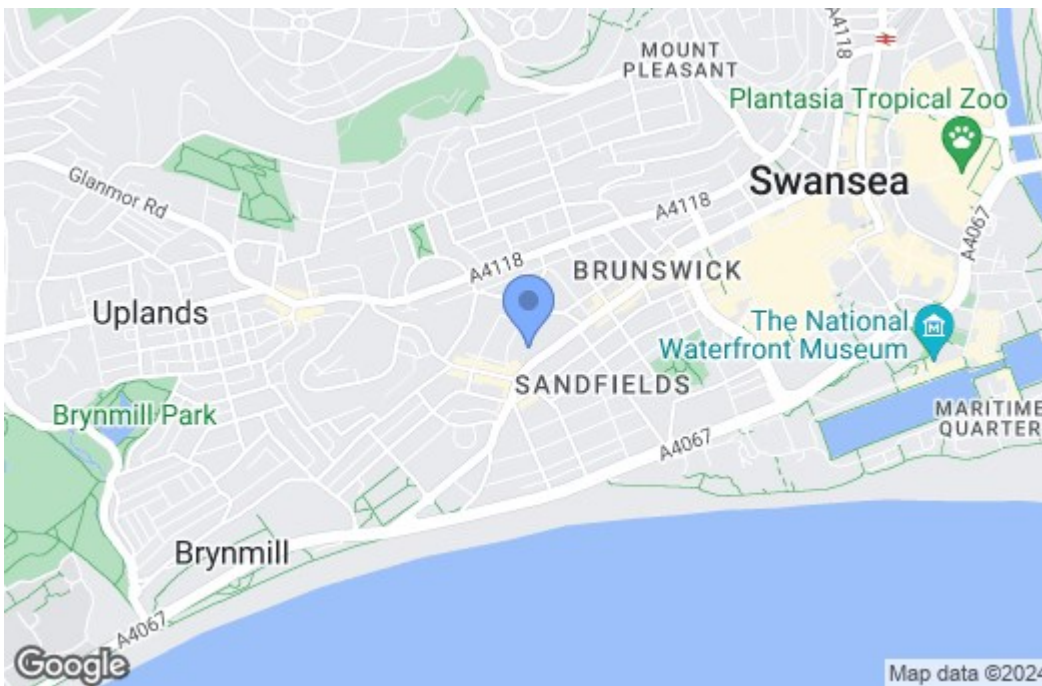 MOUNT
PLEASANT
A4118
Plantasia Tropical Zoo
Glanmor Rd
Swansea
A4118
A4067
A4118
BRUNSWICK
Uplands
The National
Waterfront Museum
SANDFIELDS
Brynmill Park
MARITIME
QUARTER
A4067
Brynmill
A4067
Google
Map data ©2024